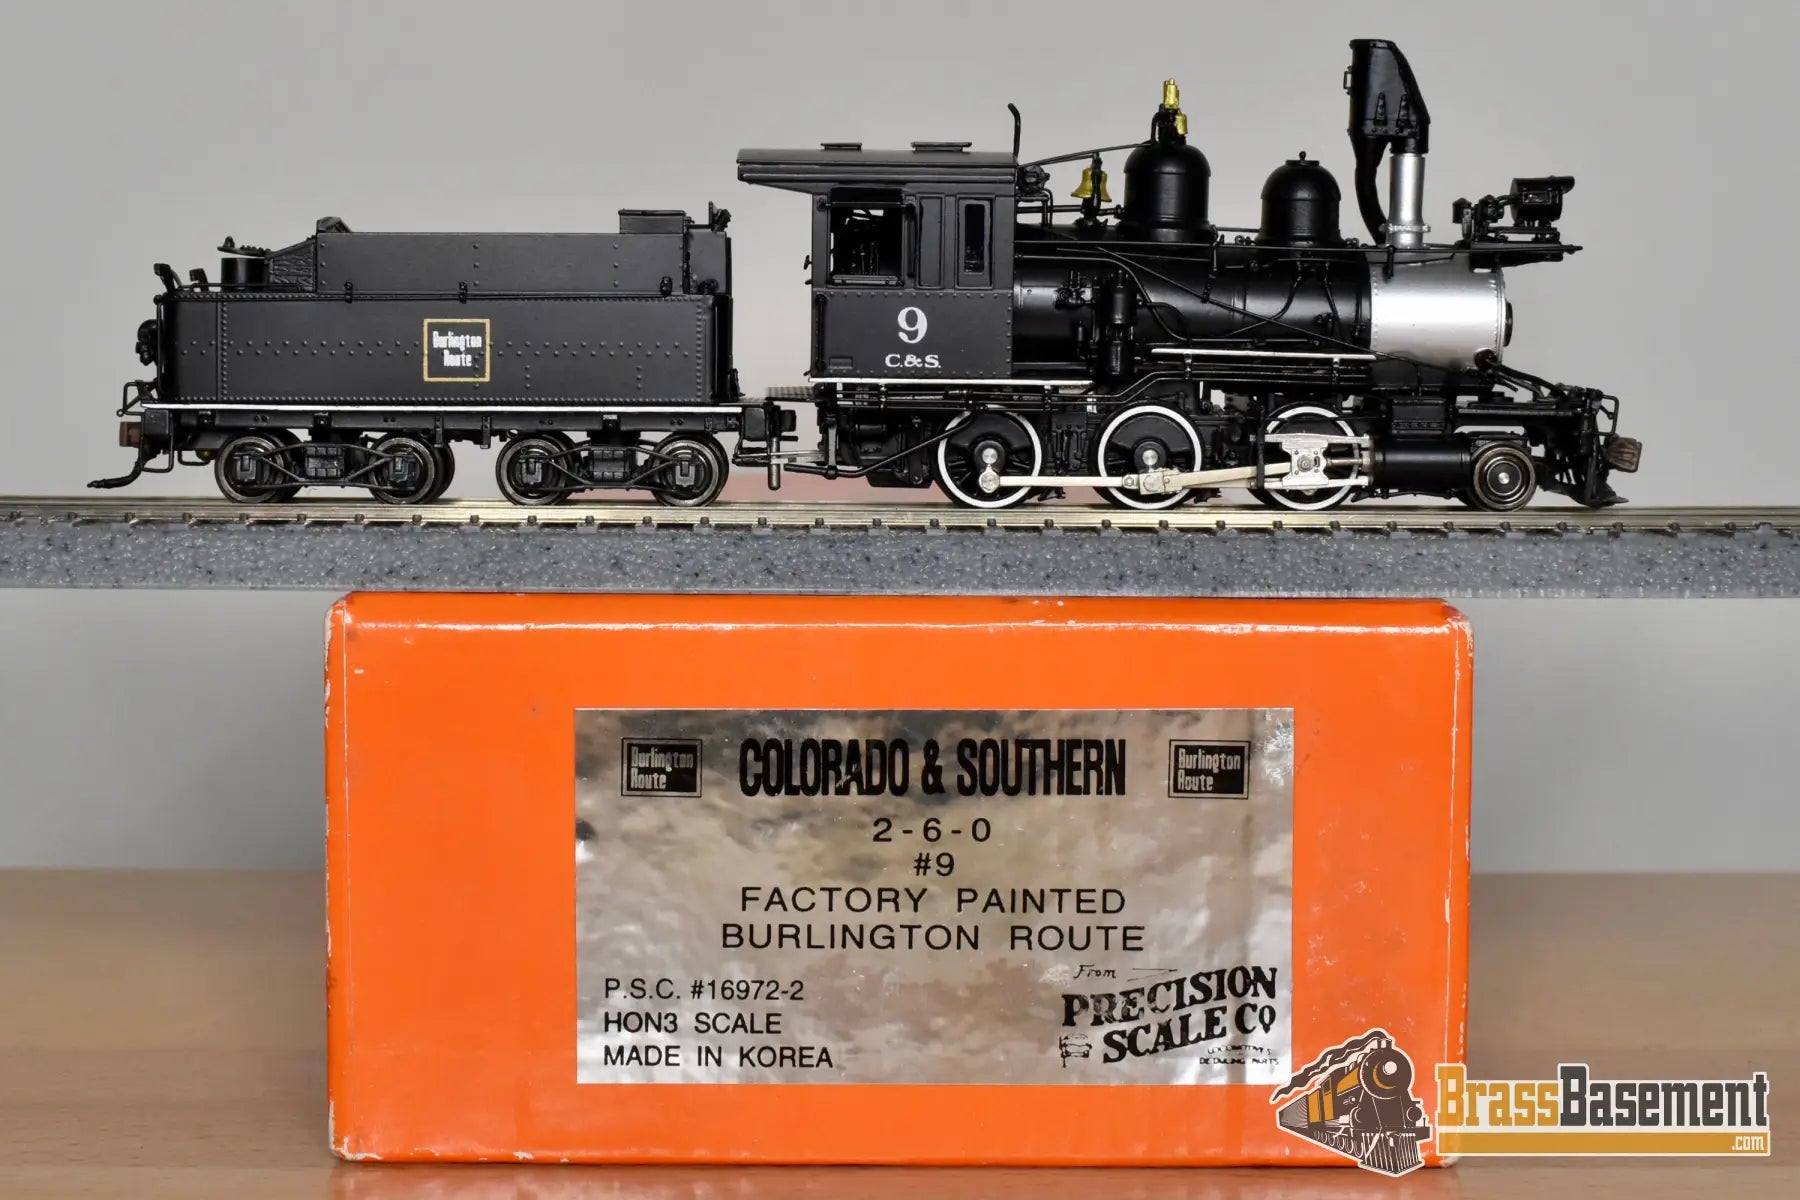 Burlington
Route
9
C.&S.
Burlington
Route
COLORADO & SOUTHERN
Burlington
Route
2-6-0
#9
FACTORY PAINTED
BURLINGTON ROUTE
P.S.C. #16972-2
HON3 SCALE
MADE IN KOREA
From
PRECISION
SCALE CO
BrassBasement
.com